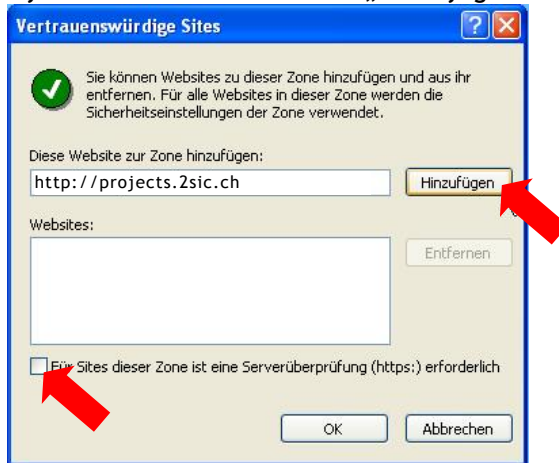 Vertrauenswürdige Sites
Sie können Websites zu dieser Zone hinzufügen und aus ihr
entfernen. Für alle Websites in dieser Zone werden die
Sicherheitseinstellungen der Zone verwendet.
Diese Website zur Zone hinzufügen:
http://projects.2sic.ch
Hinzufügen
Websites:
Entfernen
Für Sites dieser Zone ist eine Serverüberprüfung (https:) erforderlich
OK
Abbrechen